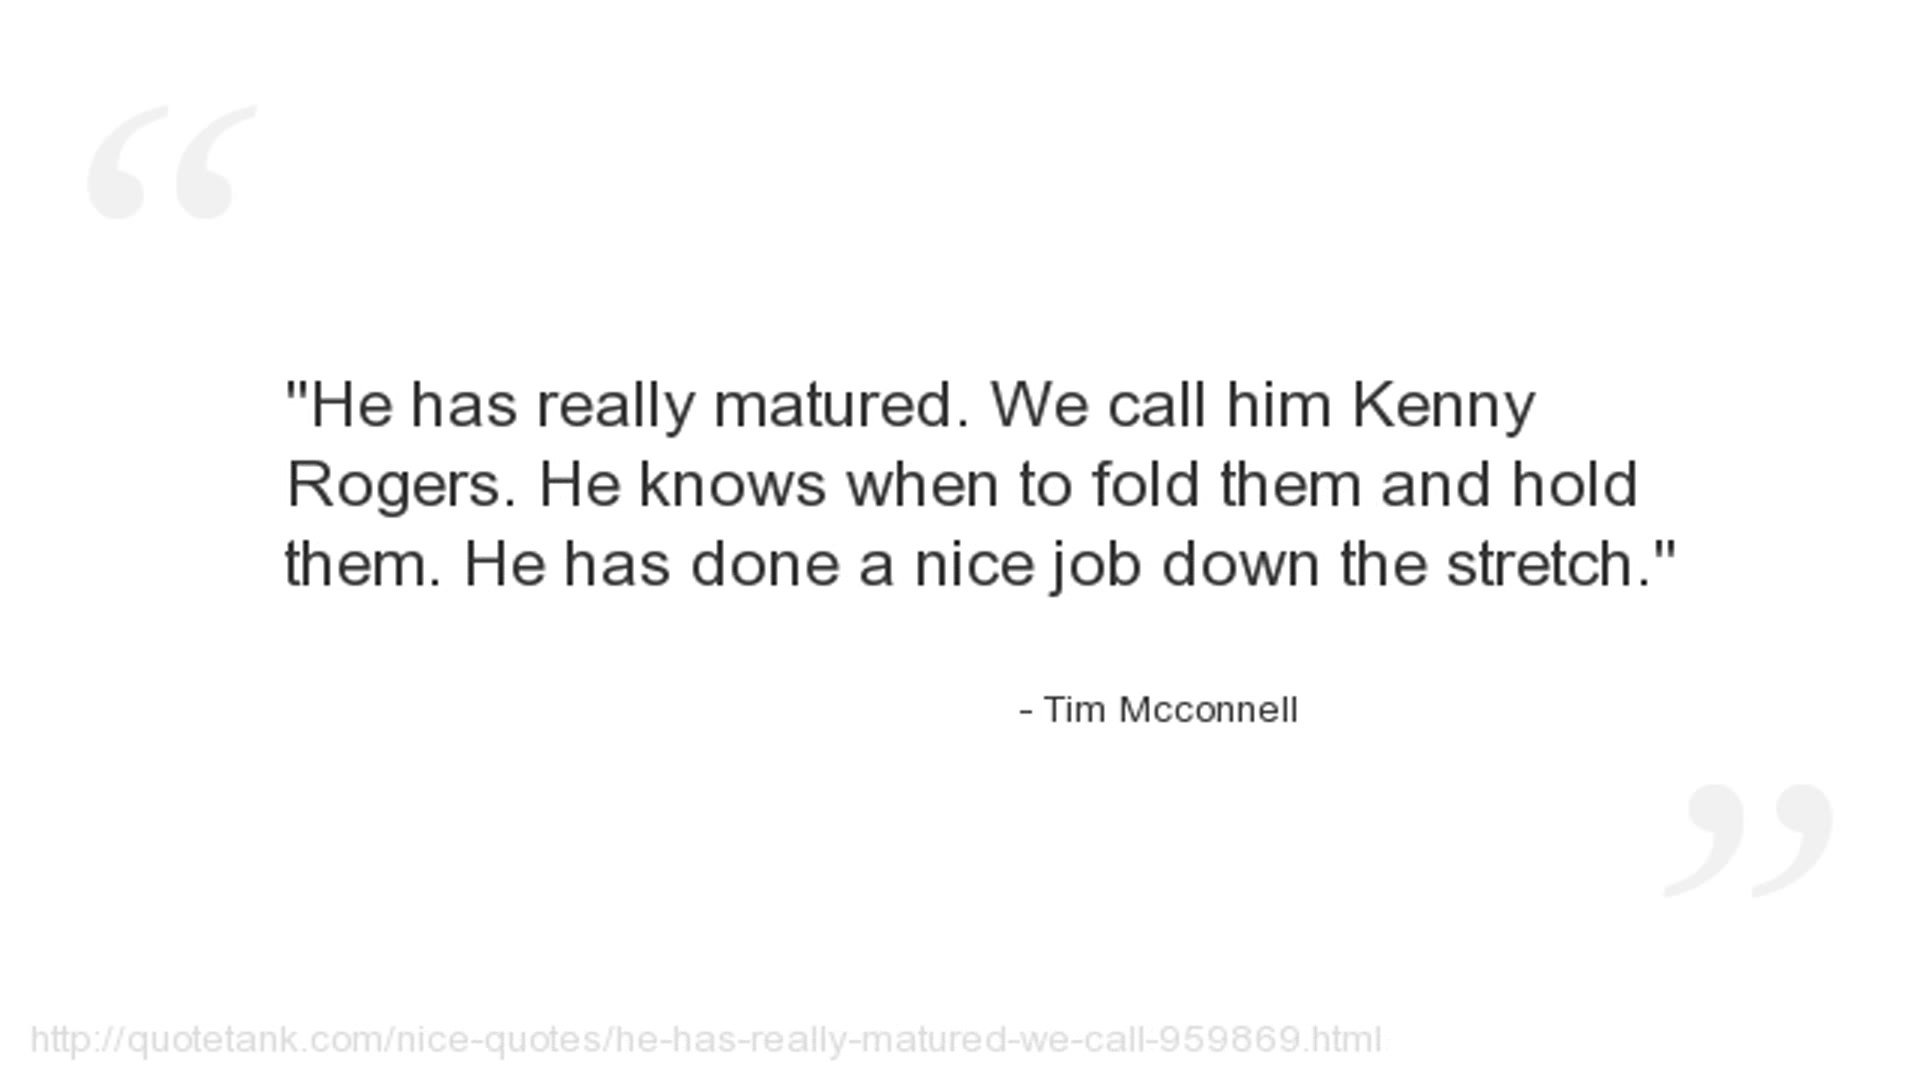 "He has really matured. We call him Kenny
Rogers. He knows when to fold them and hold
them. He has done a nice job down the stretch."
- Tim Mcconnell
http://quotetank.com/nice-quotes/he-has-really-matured-we-call-959869.html